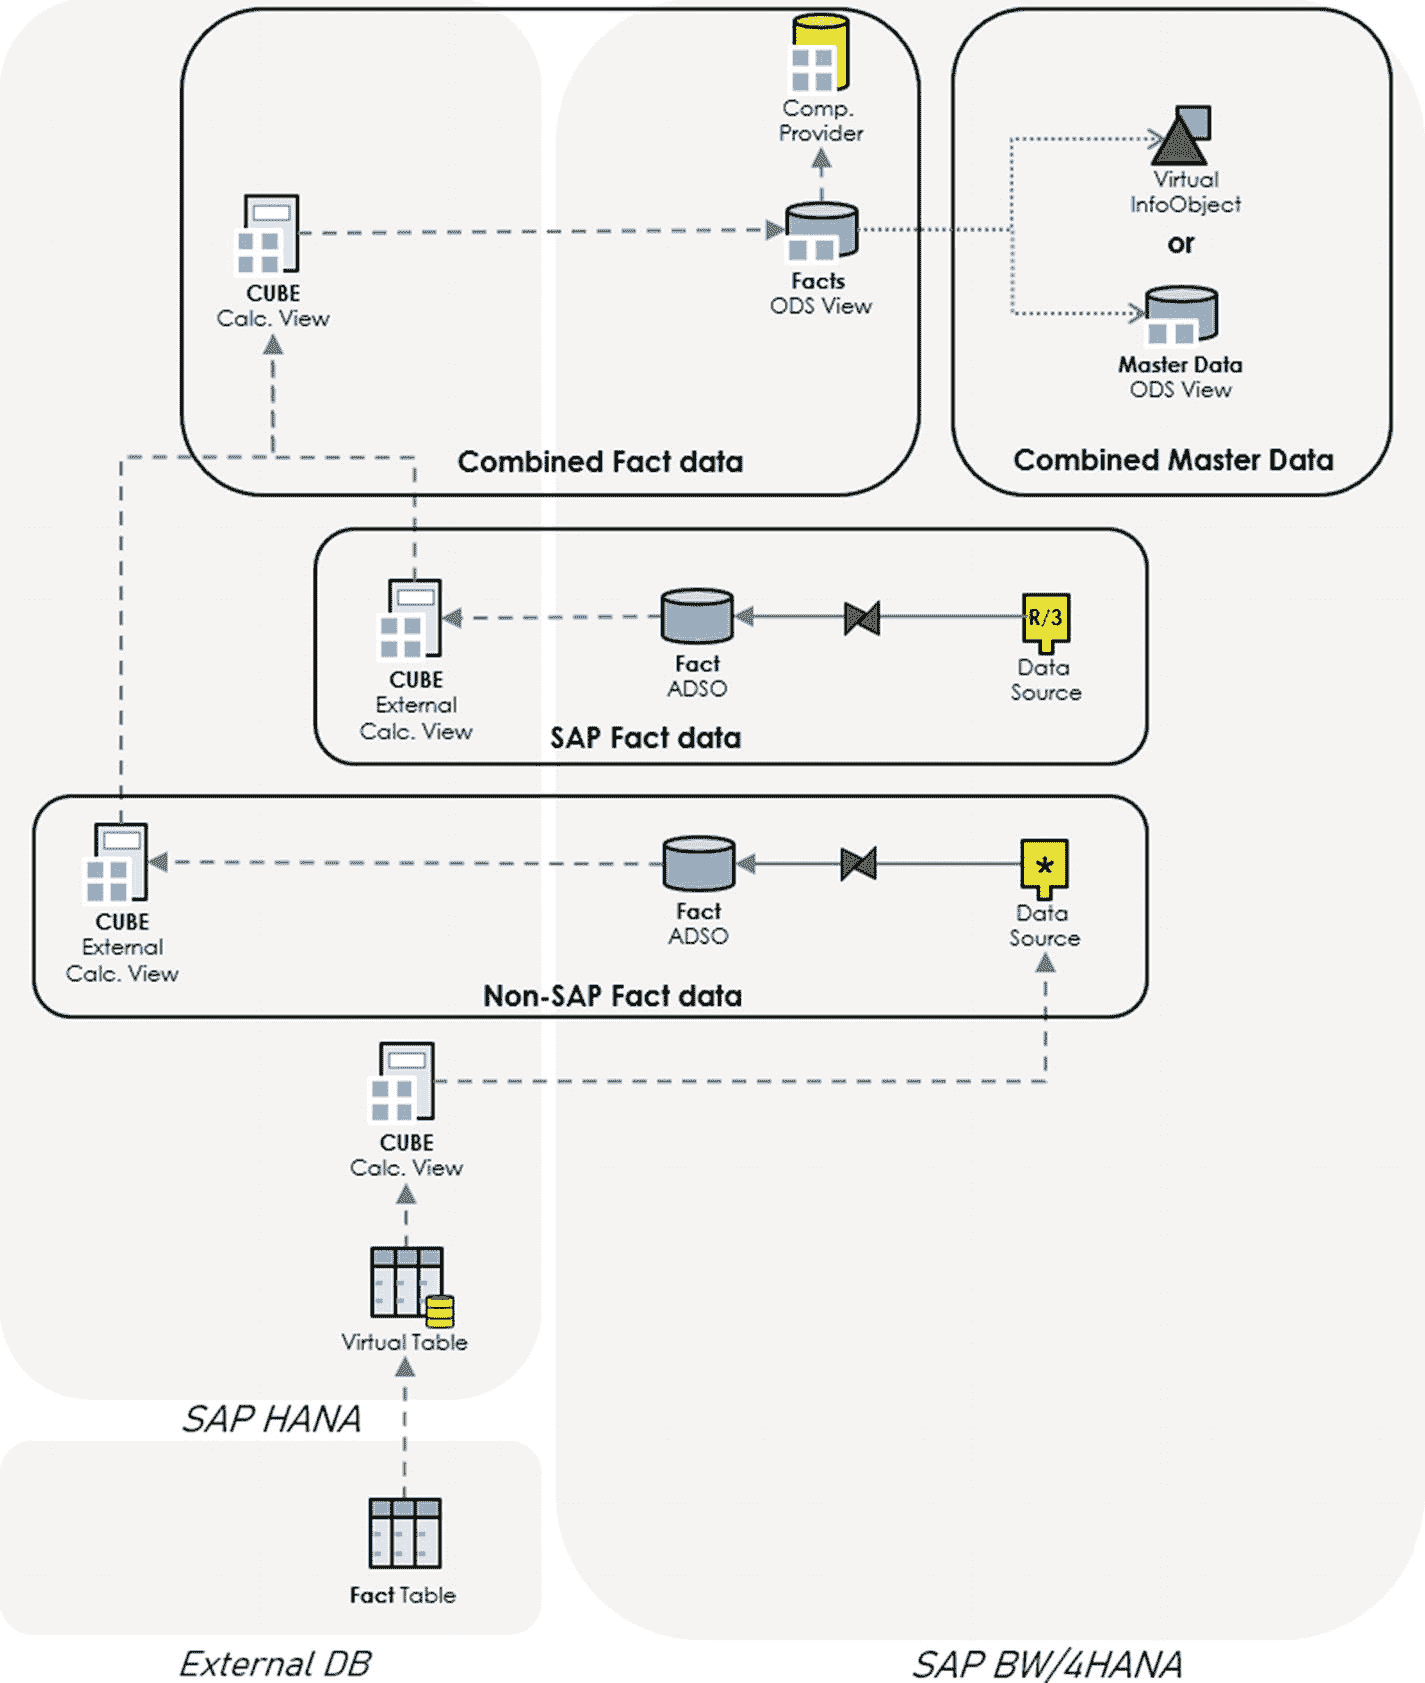 Comp.
Provider
Virtual
InfoObject
or
CUBE
Calc. View
Facts
ODS View
Master Data
ODS View
Combined Fact data
Combined Master Data
R/3
CUBE
External
Calc. View
Fact
ADSO
Data
Source
SAP Fact data
*
CUBE
External
Calc. View
Fact
ADSO
Data
Source
Non-SAP Fact data
CUBE
Calc. View
Virtual Table
SAP HANA
Fact Table
External DB
SAP BW/4HANA